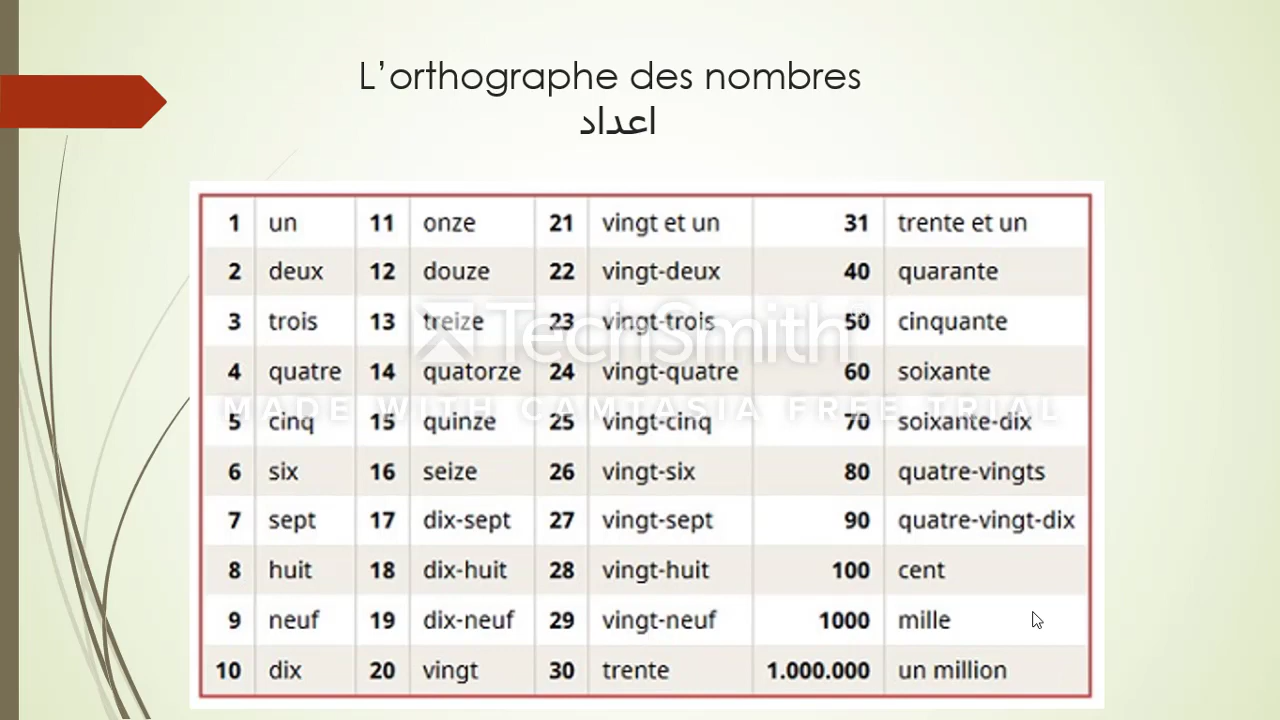 L'orthographe des nombres
اعداد
1 un 11 onze 21 vingt et un 31 trente et un
2 deux 12 douze 22 vingt-deux 40 quarante
3 trois 13 treize 23 vingt-trois 50 cinquante
TechSmith
4 quatre 14 quatorze 24 vingt-quatre 60 soixante
MADE WITH CAMTASIA FREE TRIAL
5 cinq 15 quinze 25 vingt-cinq 70 soixante-dix
6 six 16 seize 26 vingt-six 80 quatre-vingts
7 sept 17 dix-sept 27 vingt-sept 90 quatre-vingt-dix
8 huit 18 dix-huit 28 vingt-huit 100 cent
9 neuf 19 dix-neuf 29 vingt-neuf 1000 mille
10 dix 20 vingt 30 trente 1.000.000 un million